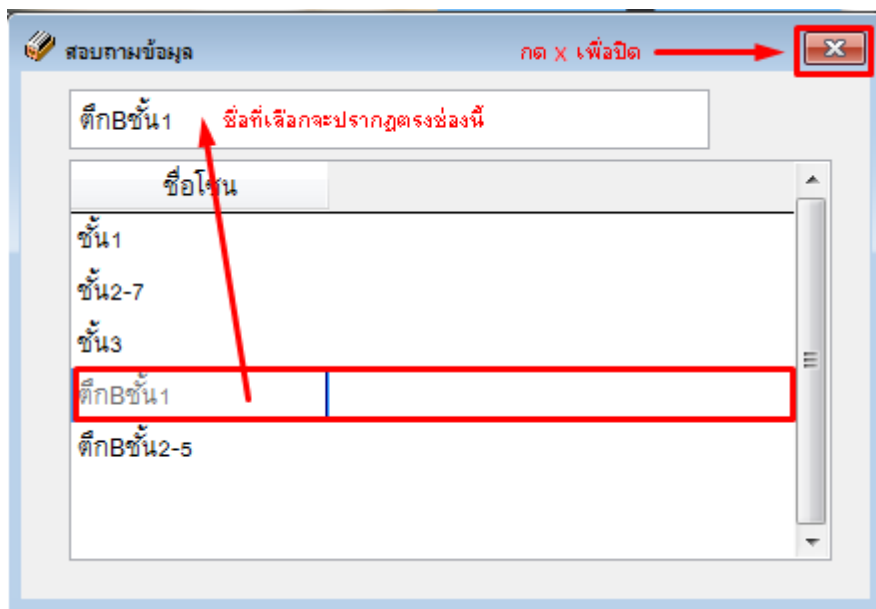 สอบถามข้อมูล กด x เพื่อปิด
ตึกBชั้น1 ชื่อที่เลือกจะปรากฎตรงช่องนี้
ชื่อโซน
ชั้น1
ชั้น2-7
ชั้น3
ตึกBชั้น1
ตึกBชั้น2-5